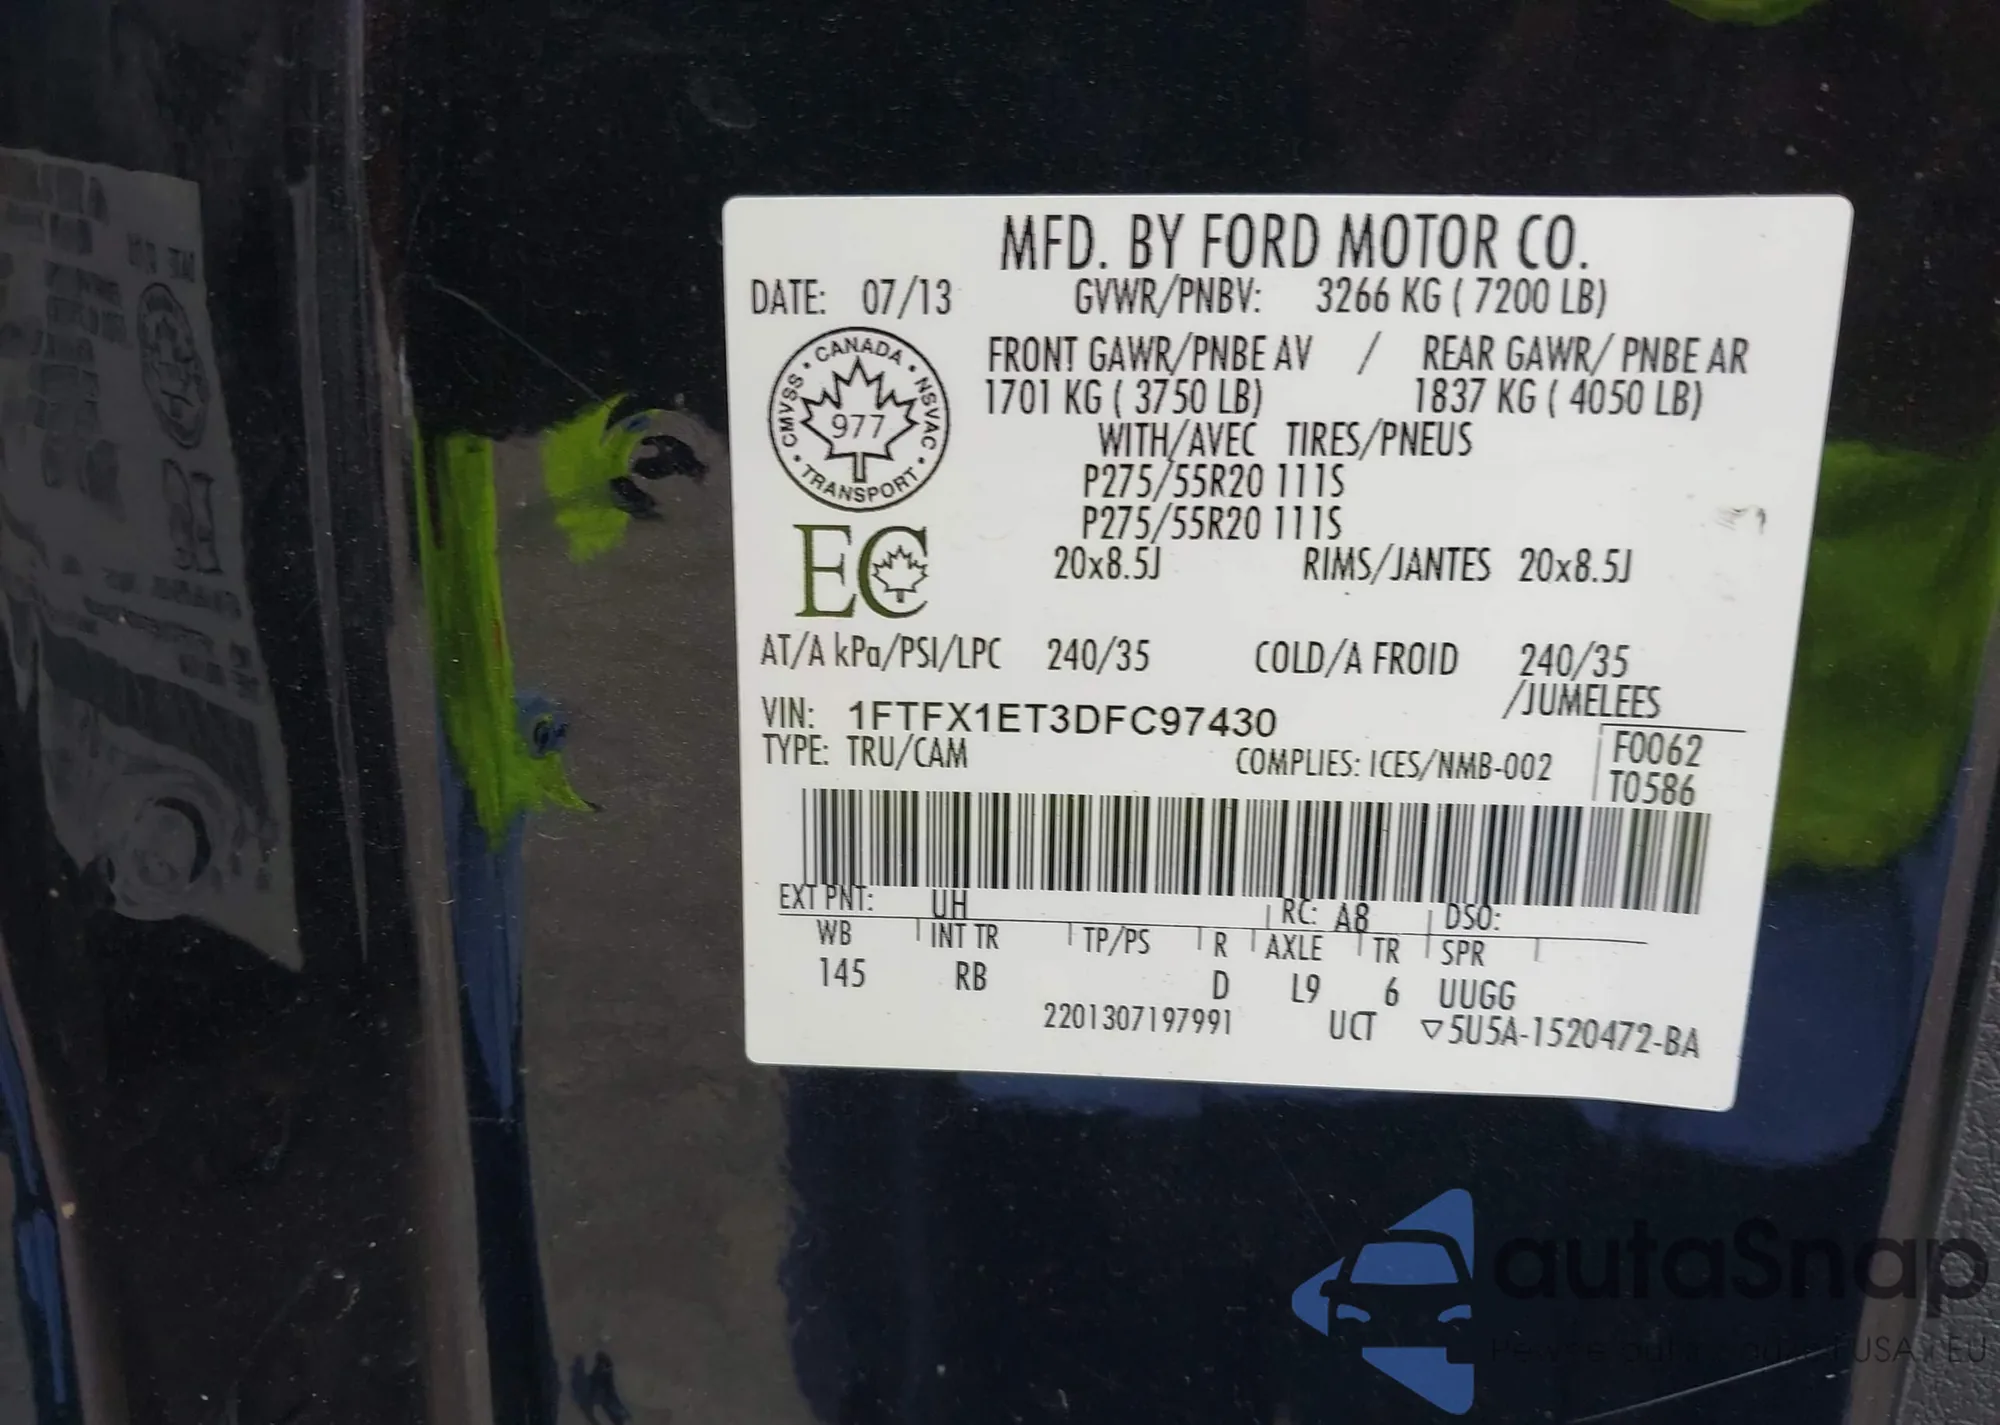 MFD. BY FORD MOTOR CO.
DATE: 07/13 GVWR/PNBV: 3266 KG ( 7200 LB)
FRONT GAWR/PNBE AV / REAR GAWR/ PNBE AR
1701 KG ( 3750 LB) 1837 KG ( 4050 LB)
WITH/AVEC TIRES/PNEUS
P275/55R20 111S
P275/55R20 111S
20x8.5J RIMS/JANTES 20x8.5J
CANADA • NSVAC • TRANSPORT • CMVSS •
977
EC
AT/A kPa/PSI/LPC 240/35 COLD/A FROID 240/35
/JUMELEES
VIN: 1FTFX1ET3DFC97430
TYPE: TRU/CAM COMPLIES: ICES/NMB-002
F0062
T0586
EXT PNT: UH RC: A8 DSO:
WB INT TR TP/PS R AXLE TR SPR
145 RB D L9 6 UUGG
2201307197991 UCT ▽5U5A-1520472-BA
autaSnap
USA i EU